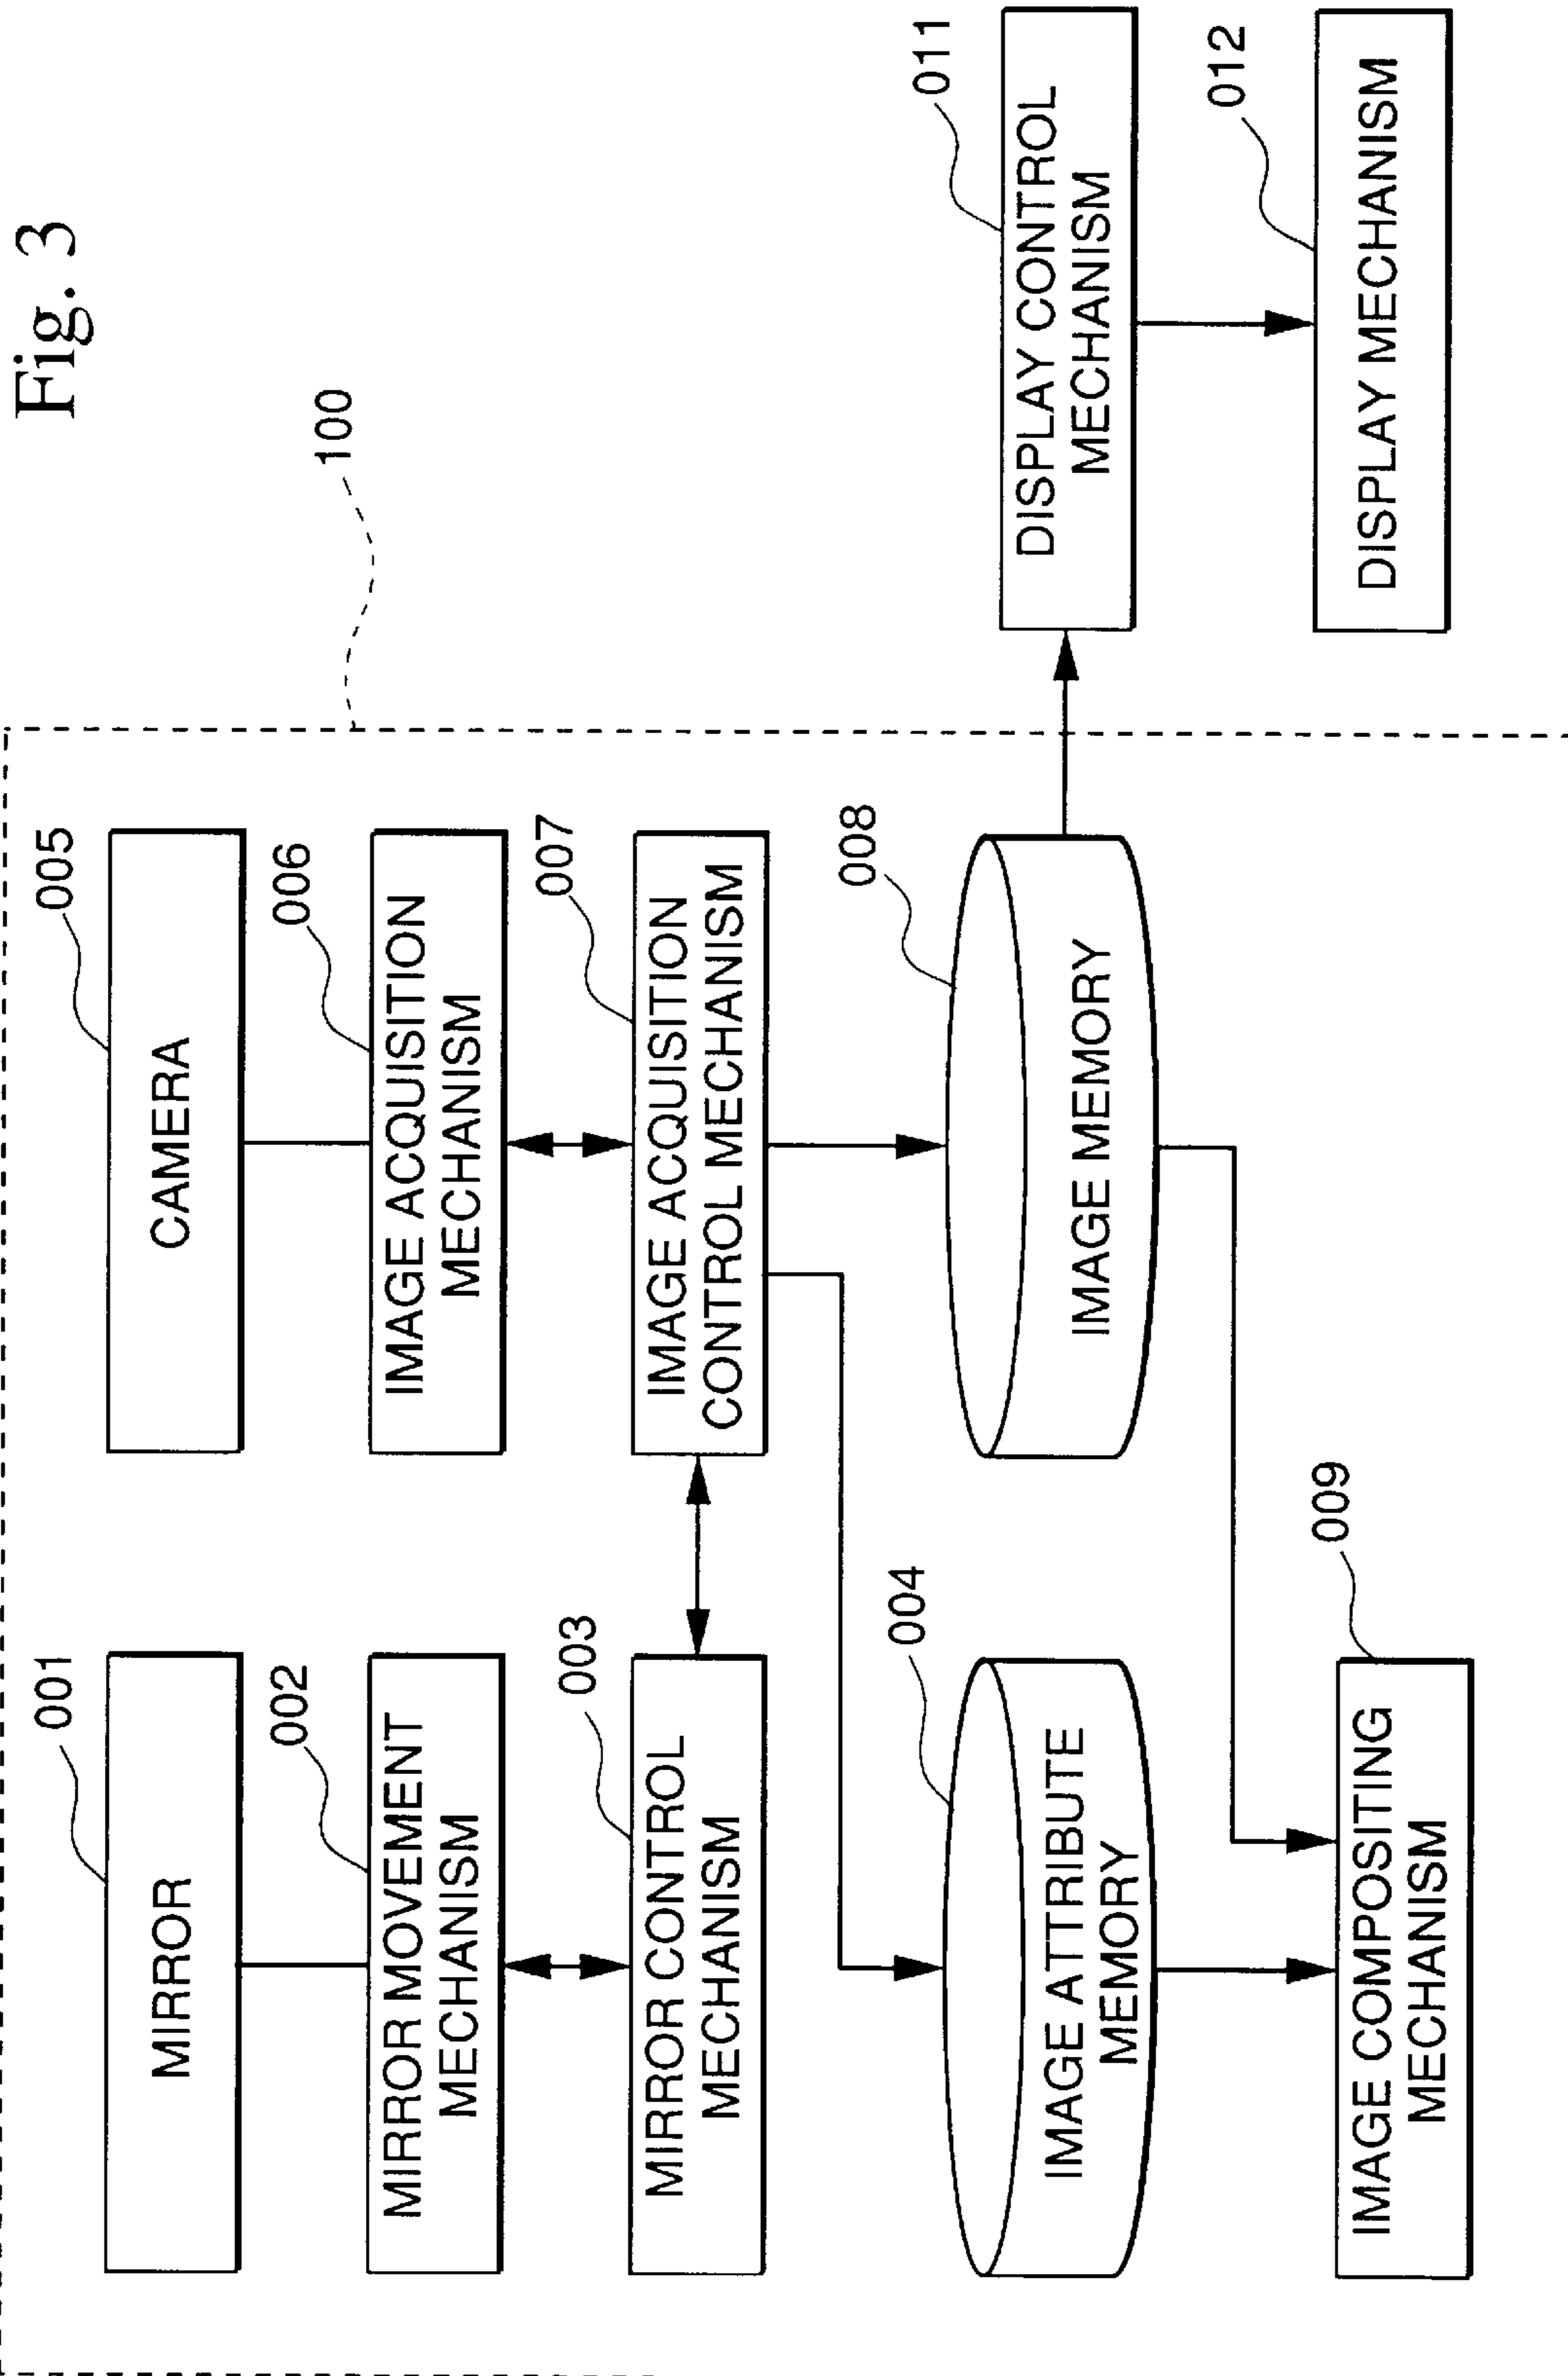 Fig. 3
100
001
MIRROR
005
CAMERA
002
MIRROR MOVEMENT
MECHANISM
006
IMAGE ACQUISITION
MECHANISM
003
MIRROR CONTROL
MECHANISM
007
IMAGE ACQUISITION
CONTROL MECHANISM
004
IMAGE ATTRIBUTE
MEMORY
008
IMAGE MEMORY
011
DISPLAY CONTROL
MECHANISM
009
IMAGE COMPOSITING
MECHANISM
012
DISPLAY MECHANISM